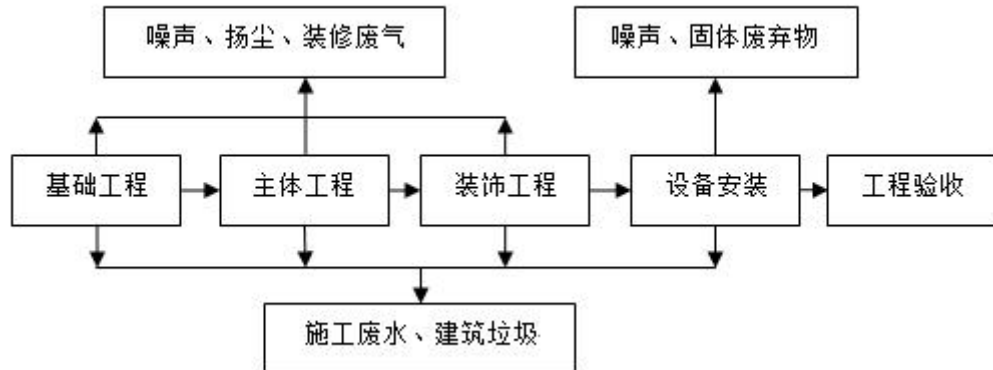 噪声、扬尘、装修废气
噪声、固体废弃物
基础工程
主体工程
装饰工程
设备安装
工程验收
施工废水、建筑垃圾